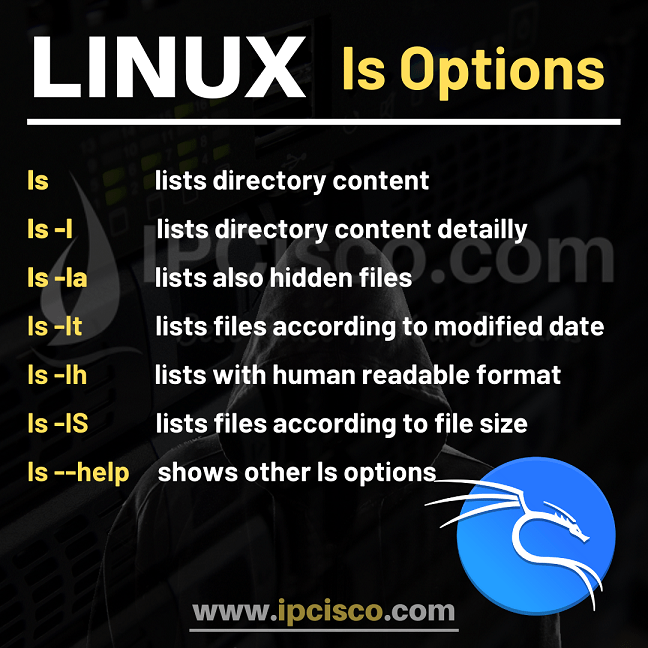 LINUX ls Options
ls lists directory content
ls -l lists directory content detailly
ls -la lists also hidden files
ls -lt lists files according to modified date
ls -lh lists with human readable format
ls -lS lists files according to file size
ls --help shows other ls options
IPCisco.com
www.ipcisco.com